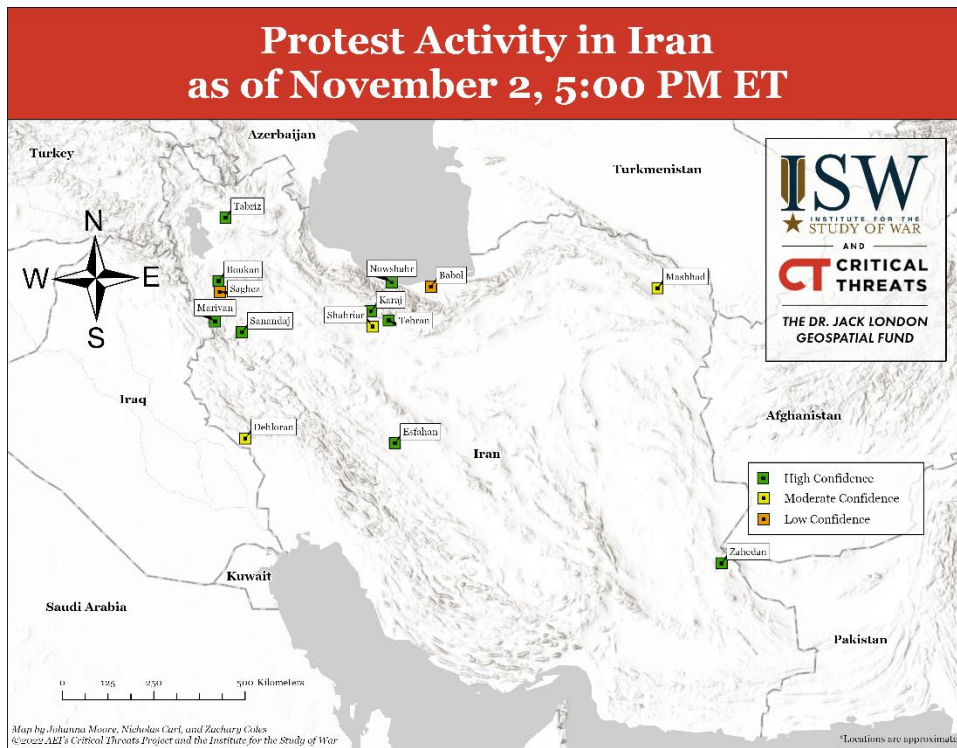 Protest Activity in Iran
as of November 2, 5:00 PM ET
Azerbaijan
Turkey
Turkmenistan
ISW
INSTITUTE FOR THE
STUDY OF WAR
AND
CT CRITICAL
THREATS
THE DR. JACK LONDON
GEOSPATIAL FUND
N
W E
S
Tabriz
Boukan
Saghez
Marivan
Sanandaj
Nowshahr
Babol
Karaj
Shahriar
Tehran
Mashhad
Iraq
Dehloran
Esfahan
Iran
Afghanistan
High Confidence
Moderate Confidence
Low Confidence
Zahedan
Kuwait
Saudi Arabia
Pakistan
0 125 250 500 Kilometers
Map by Johanna Moore, Nicholas Carl, and Zachary Coles
©2022 AEI's Critical Threats Project and the Institute for the Study of War
*Locations are approximate